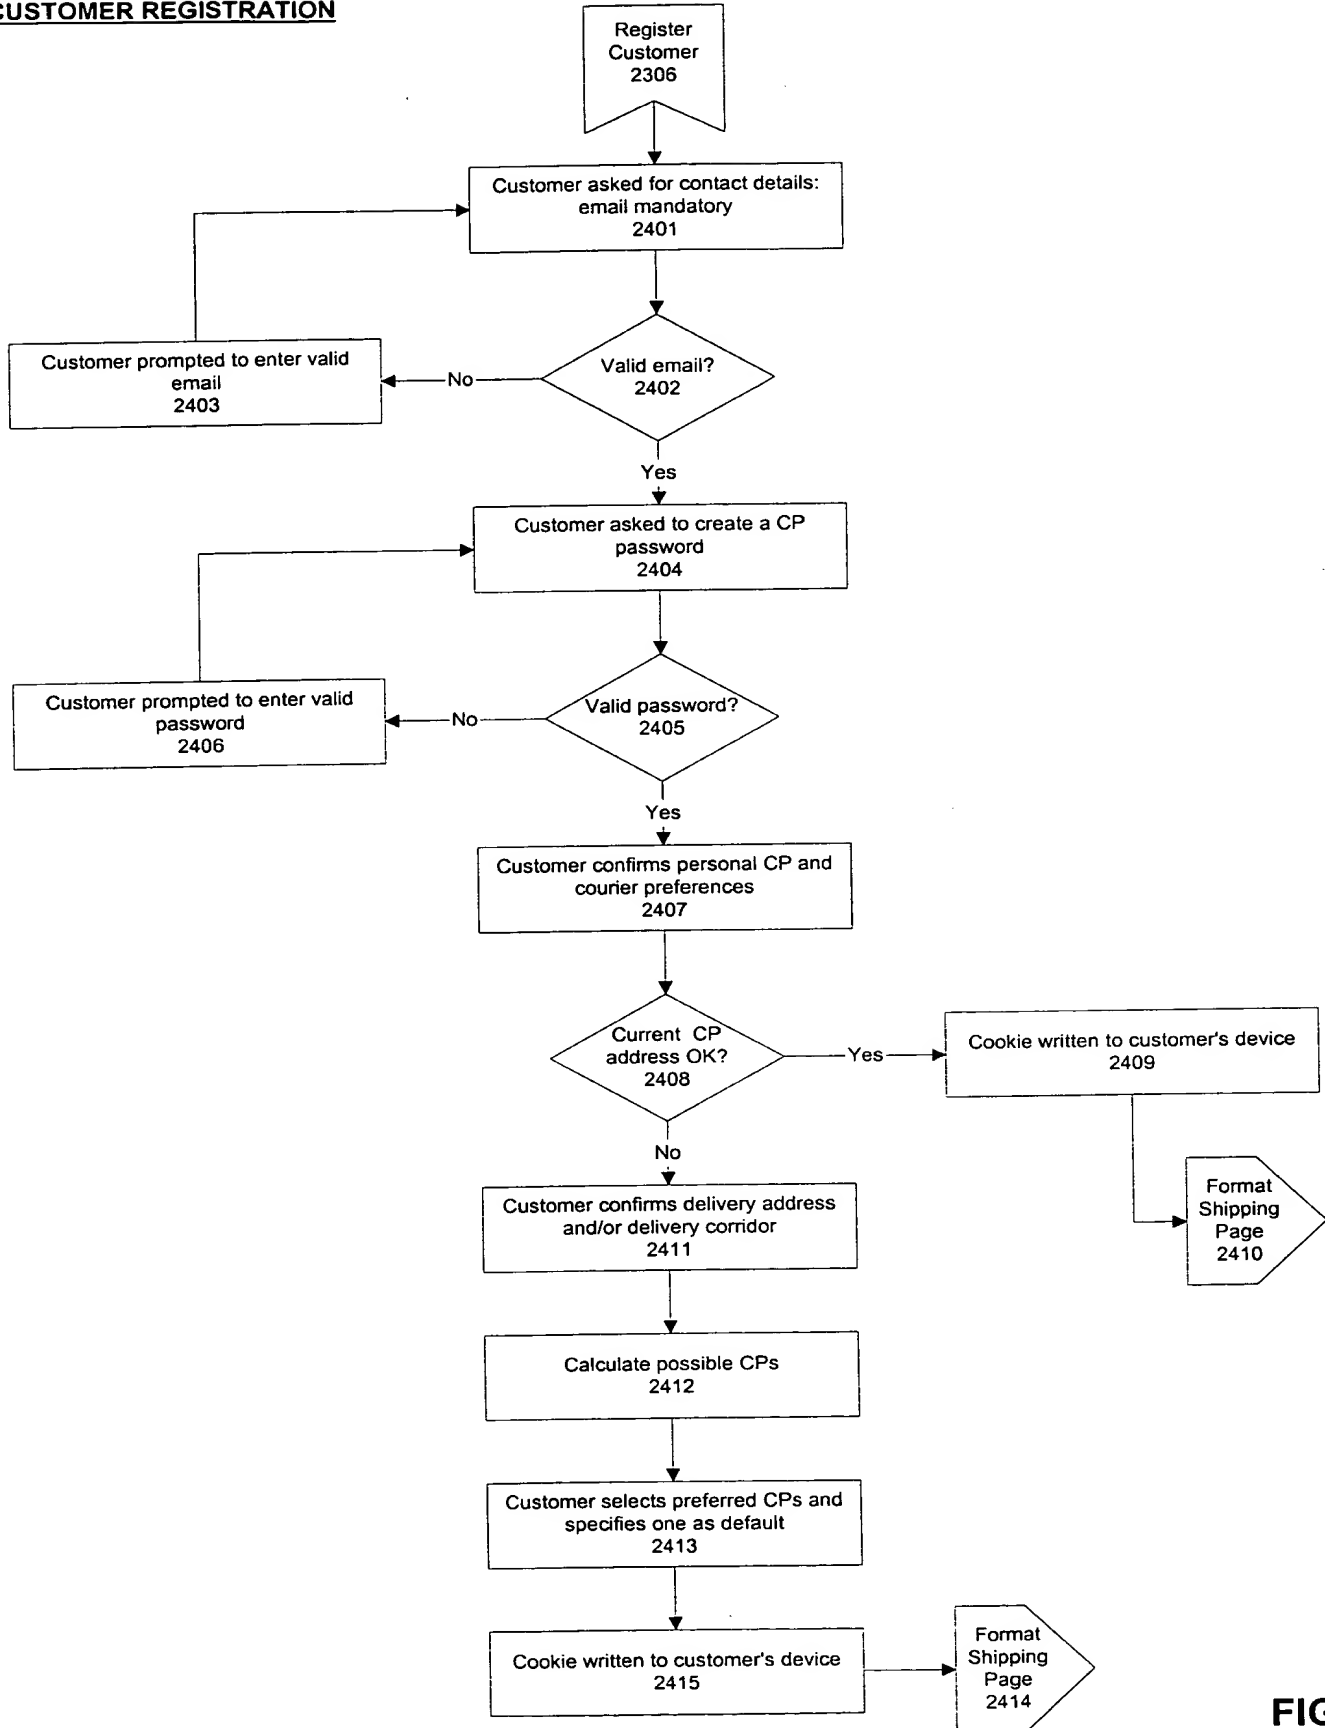 CUSTOMER REGISTRATION
Register
Customer
2306
Customer asked for contact details:
email mandatory
2401
Valid email?
2402
No
Customer prompted to enter valid
email
2403
Yes
Customer asked to create a CP
password
2404
Valid password?
2405
No
Customer prompted to enter valid
password
2406
Yes
Customer confirms personal CP and
courier preferences
2407
Current CP
address OK?
2408
Yes
Cookie written to customer's device
2409
Format
Shipping
Page
2410
No
Customer confirms delivery address
and/or delivery corridor
2411
Calculate possible CPs
2412
Customer selects preferred CPs and
specifies one as default
2413
Cookie written to customer's device
2415
Format
Shipping
Page
2414
FIG